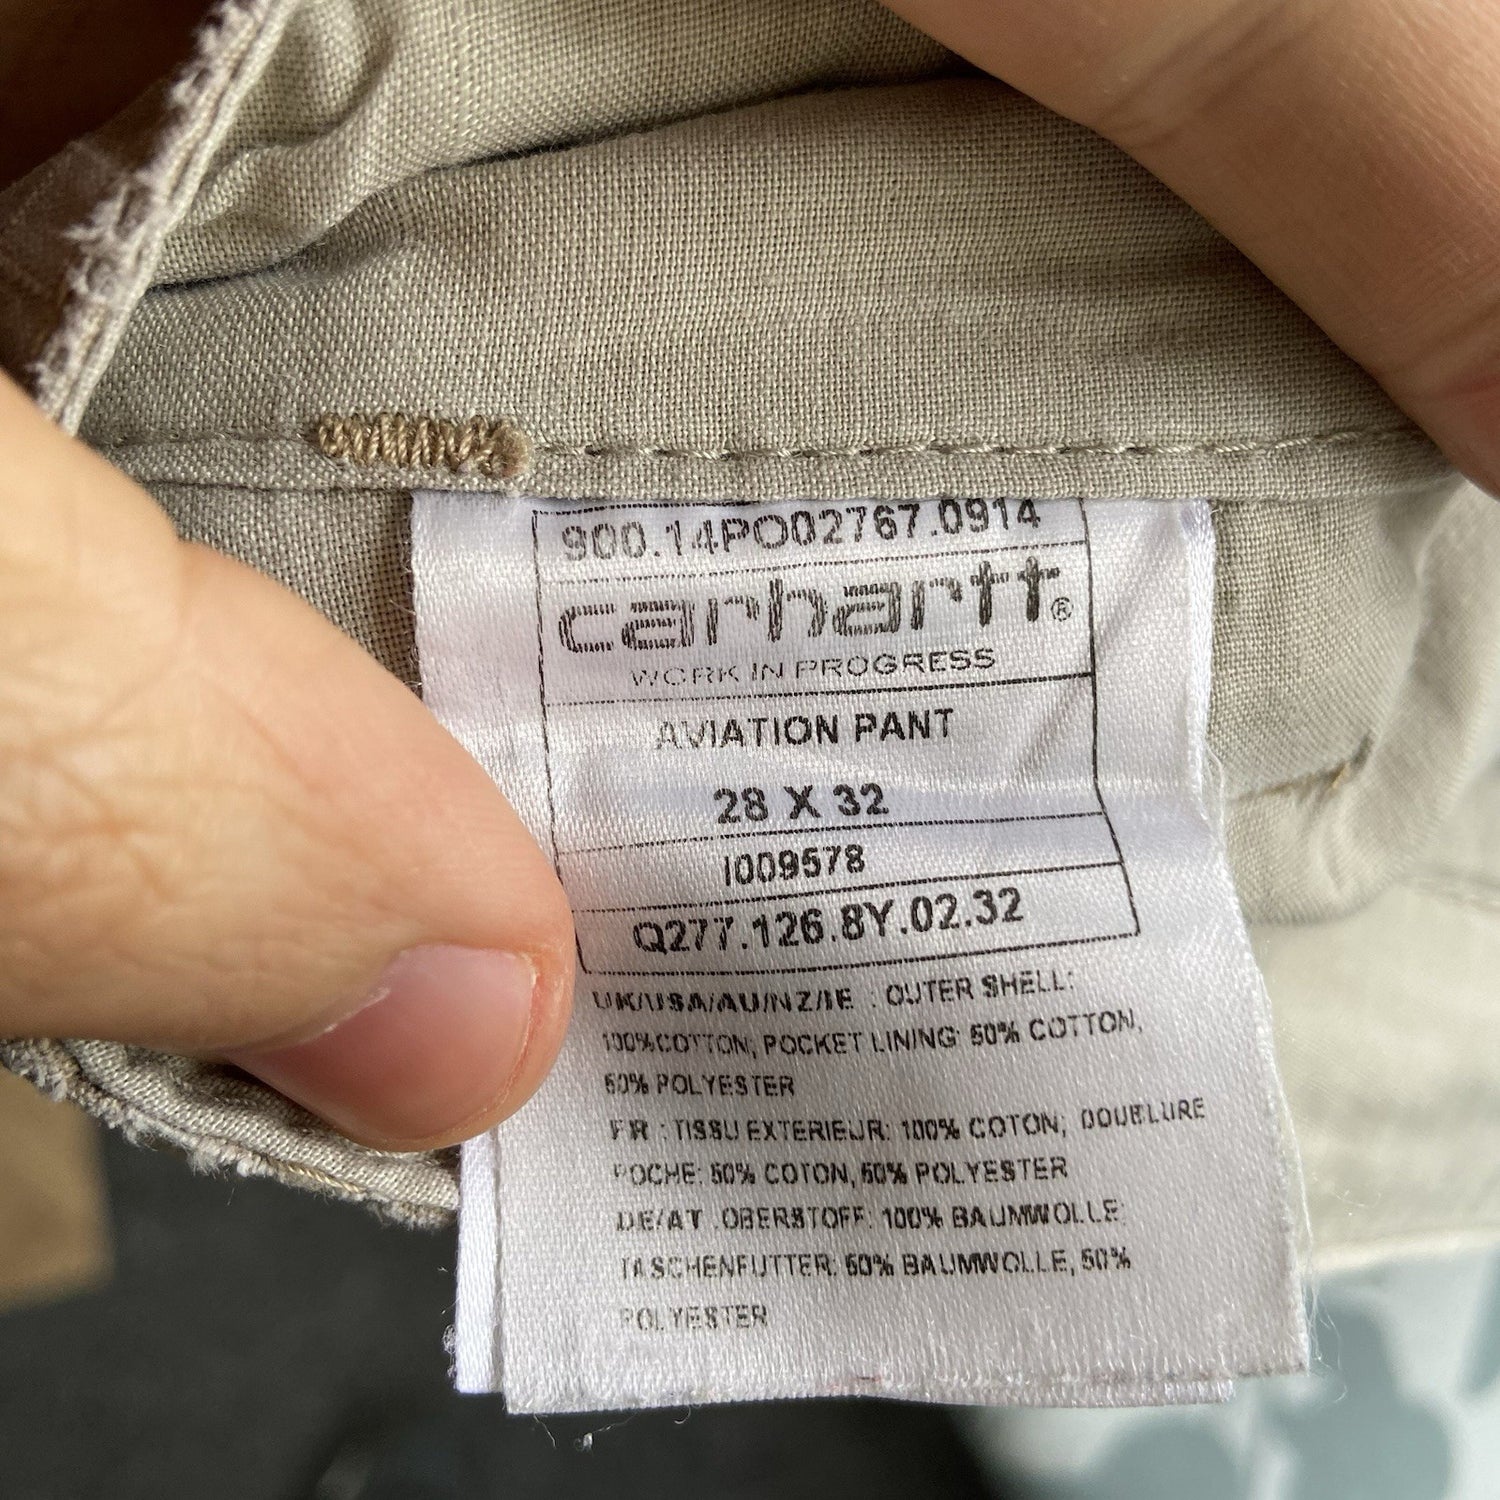 900.14PO02767.0914
carhartt®
WORK IN PROGRESS
AVIATION PANT
28 X 32
I009578
Q277.126.8Y.02.32
UK/USA/AU/NZ/IE : OUTER SHELL:
100%COTTON; POCKET LINING: 50% COTTON,
50% POLYESTER
FR : TISSU EXTERIEUR: 100% COTON; DOUBLURE
POCHE: 50% COTON, 50% POLYESTER
DE/AT : OBERSTOFF: 100% BAUMWOLLE;
TASCHENFUTTER: 50% BAUMWOLLE, 50%
POLYESTER